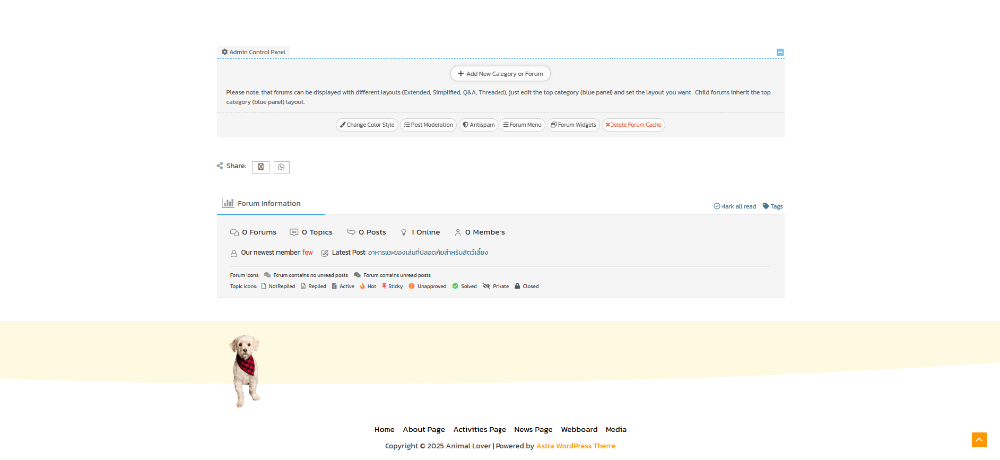 Admin Control Panel
Add New Category or Forum
Please note, that forums can be displayed with different layouts (Extended, Simplified, Q&A, Threaded), just edit the top category (blue panel) and set the layout you want . Child forums inherit the top
category (blue panel) layout.
Change Color Style Post Moderation Antispam Forum Menu Forum Widgets Delete Forum Cache
Share:
Forum Information
Mark all read Tags
0 Forums 0 Topics 0 Posts 1 Online 0 Members
Our newest member: few Latest Post: อาหารและของเล่นที่ปลอดภัยสำหรับสัตว์เลี้ยง
Forum Icons: Forum contains no unread posts Forum contains unread posts
Topic Icons: Not Replied Replied Active Hot Sticky Unapproved Solved Private Closed
Home About Page Activities Page News Page Webboard Media
Copyright © 2025 Animal Lover | Powered by Astra WordPress Theme